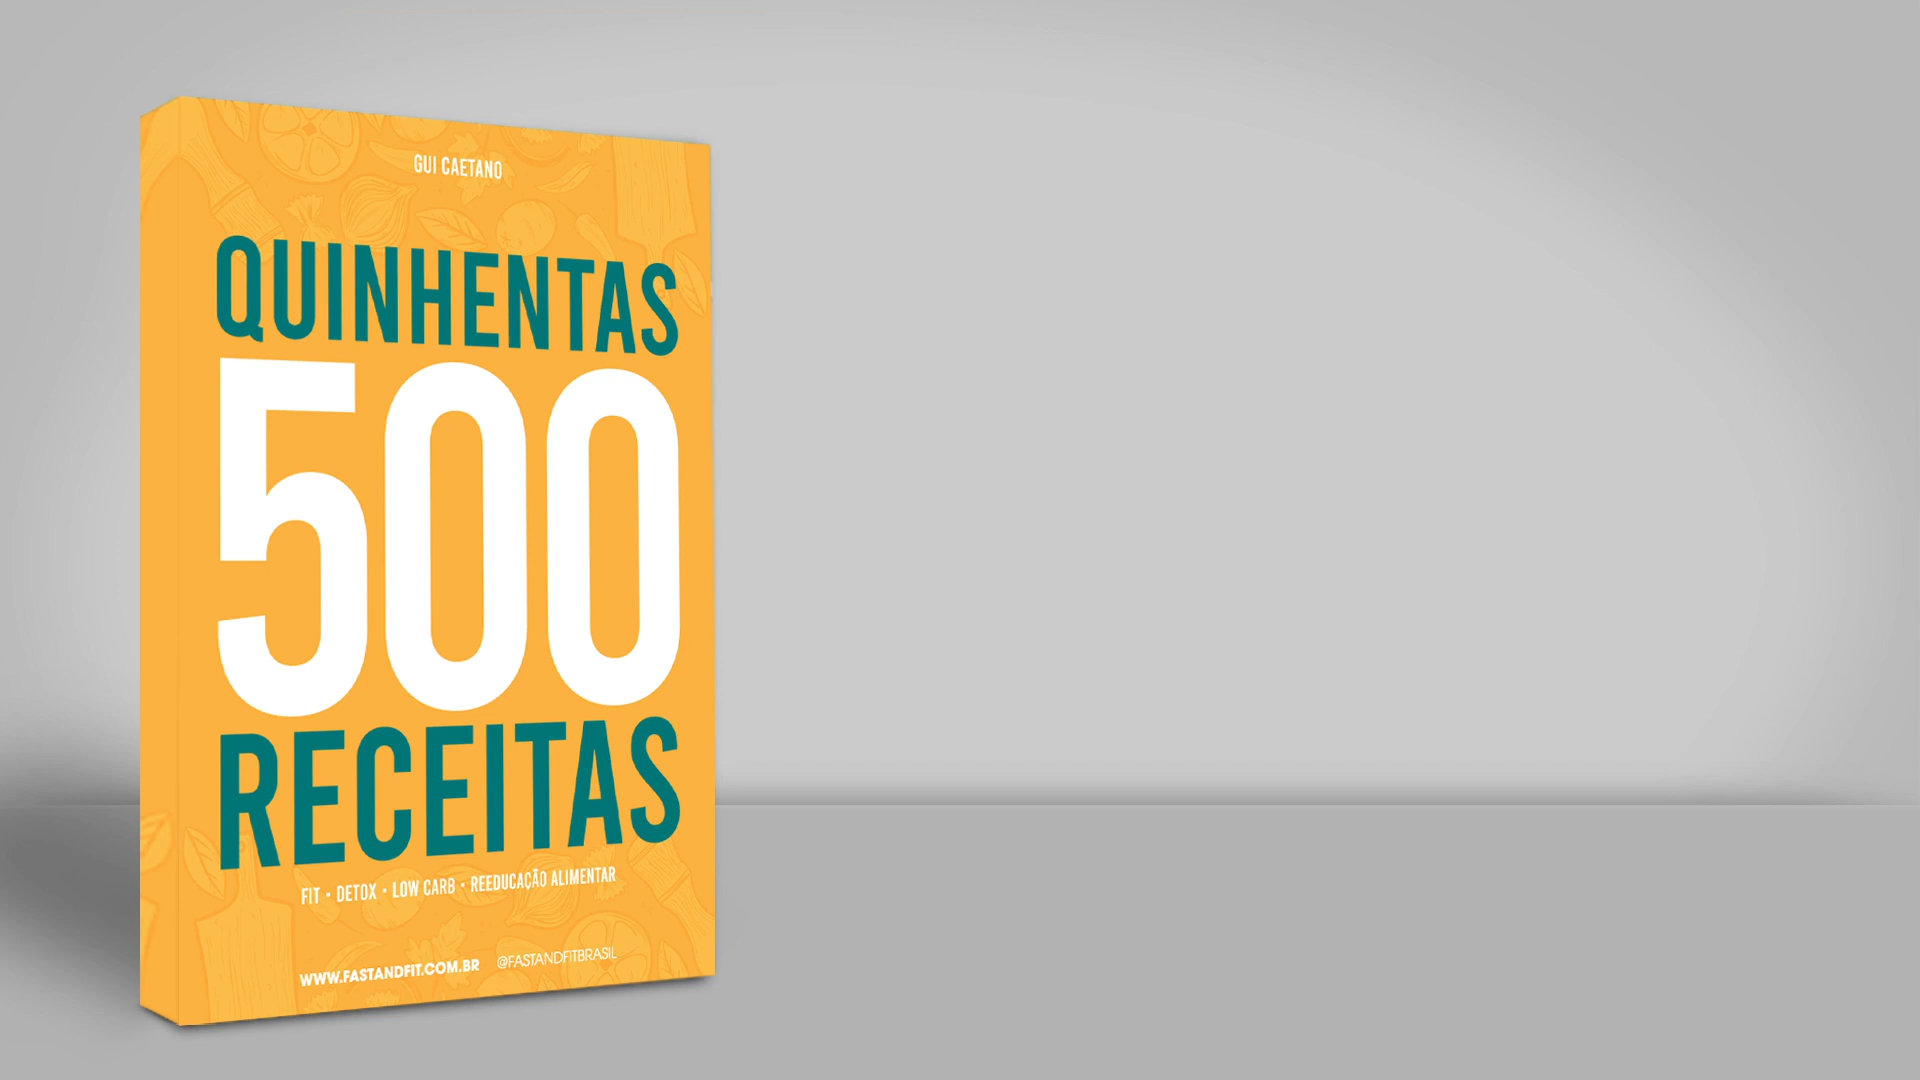 GUI CAETANO
QUINHENTAS
500
RECEITAS
FIT • DETOX • LOW CARB • REEDUCAÇÃO ALIMENTAR
WWW.FASTANDFIT.COM.BR @FASTANDFITBRASIL